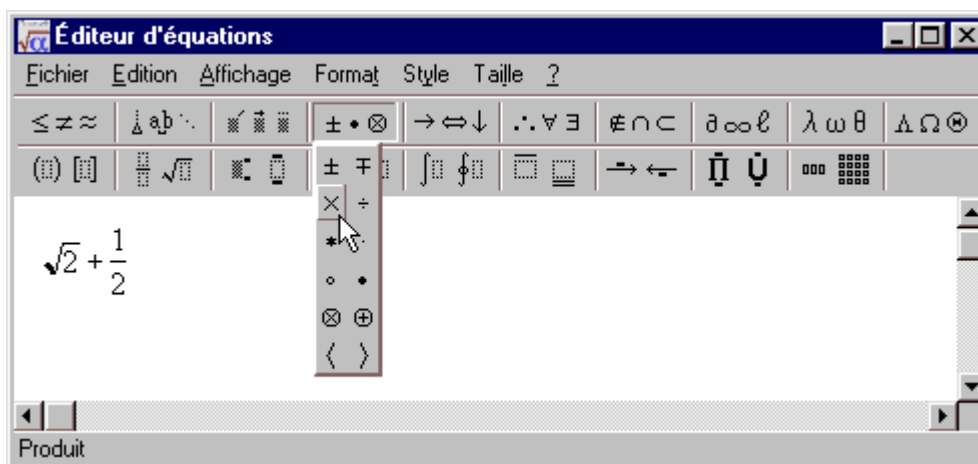 Éditeur d'équations
Fichier Edition Affichage Format Style Taille ?
≤ ≠ ≈ ± • ⊗ → ⇔ ↓ ∴ ∀ ∃ ∉ ∩ ⊂ ∂ ∞ ℓ λ ω θ Λ Ω ⊛
± ∓
× ÷
√2 + 1/2
∘ •
⊗ ⊕
〈 〉
Produit